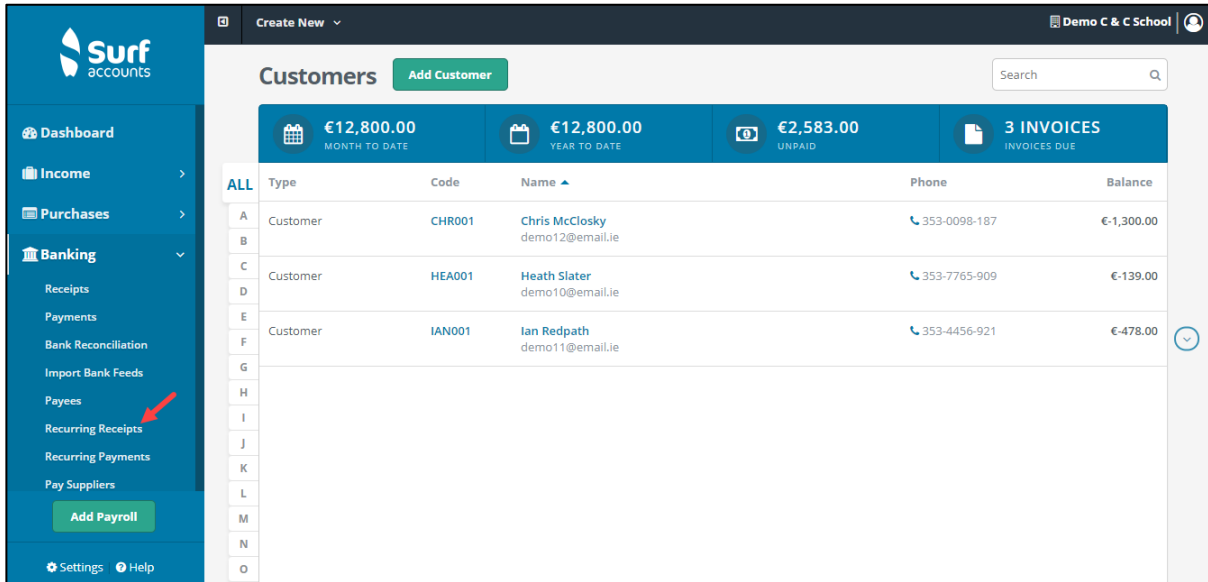 Surf
accounts
Create New
Demo C & C School
Customers
Add Customer
Search
Dashboard
Income
Purchases
Banking
Receipts
Payments
Bank Reconciliation
Import Bank Feeds
Payees
Recurring Receipts
Recurring Payments
Pay Suppliers
Add Payroll
Settings
Help
€12,800.00
MONTH TO DATE
€12,800.00
YEAR TO DATE
€2,583.00
UNPAID
3 INVOICES
INVOICES DUE
ALL
A
B
C
D
E
F
G
H
I
J
K
L
M
N
O
Type Code Name Phone Balance
Customer CHR001 Chris McClosky 353-0098-187 €-1,300.00
demo12@email.ie
Customer HEA001 Heath Slater 353-7765-909 €-139.00
demo10@email.ie
Customer IAN001 Ian Redpath 353-4456-921 €-478.00
demo11@email.ie